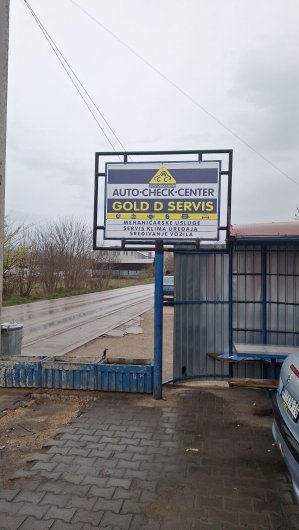 AUTO·CHECK·CENTER
GOLD D SERVIS
MEHANIČARSKE USLUGE
SERVIS KLIMA UREĐAJA
SREĐIVANJE VOZILA